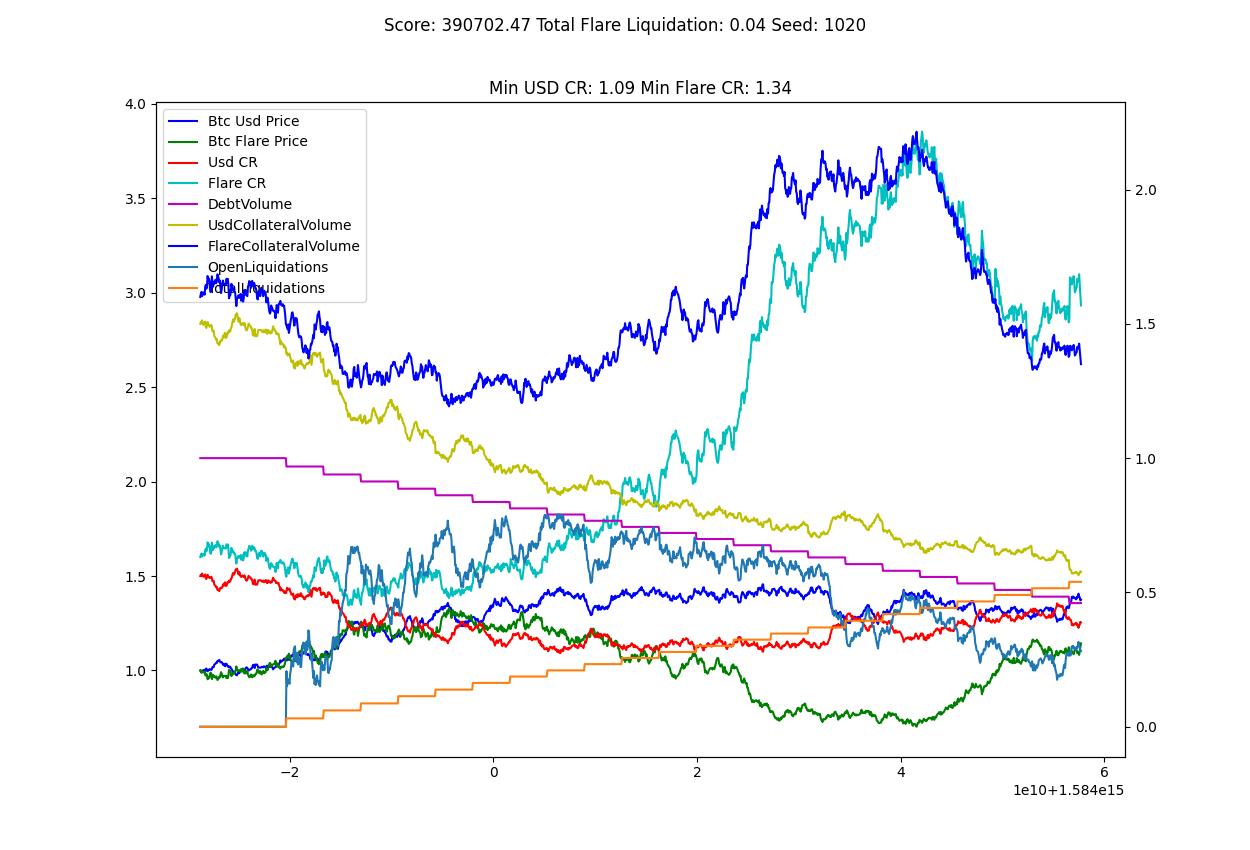 Score: 390702.47 Total Flare Liquidation: 0.04 Seed: 1020
Min USD CR: 1.09 Min Flare CR: 1.34
Btc Usd Price
Btc Flare Price
Usd CR
Flare CR
DebtVolume
UsdCollateralVolume
FlareCollateralVolume
OpenLiquidations
TotalLiquidations
4.0
3.5
3.0
2.5
2.0
1.5
1.0
2.0
1.5
1.0
0.5
0.0
−2 0 2 4 6
1e10+1.584e15